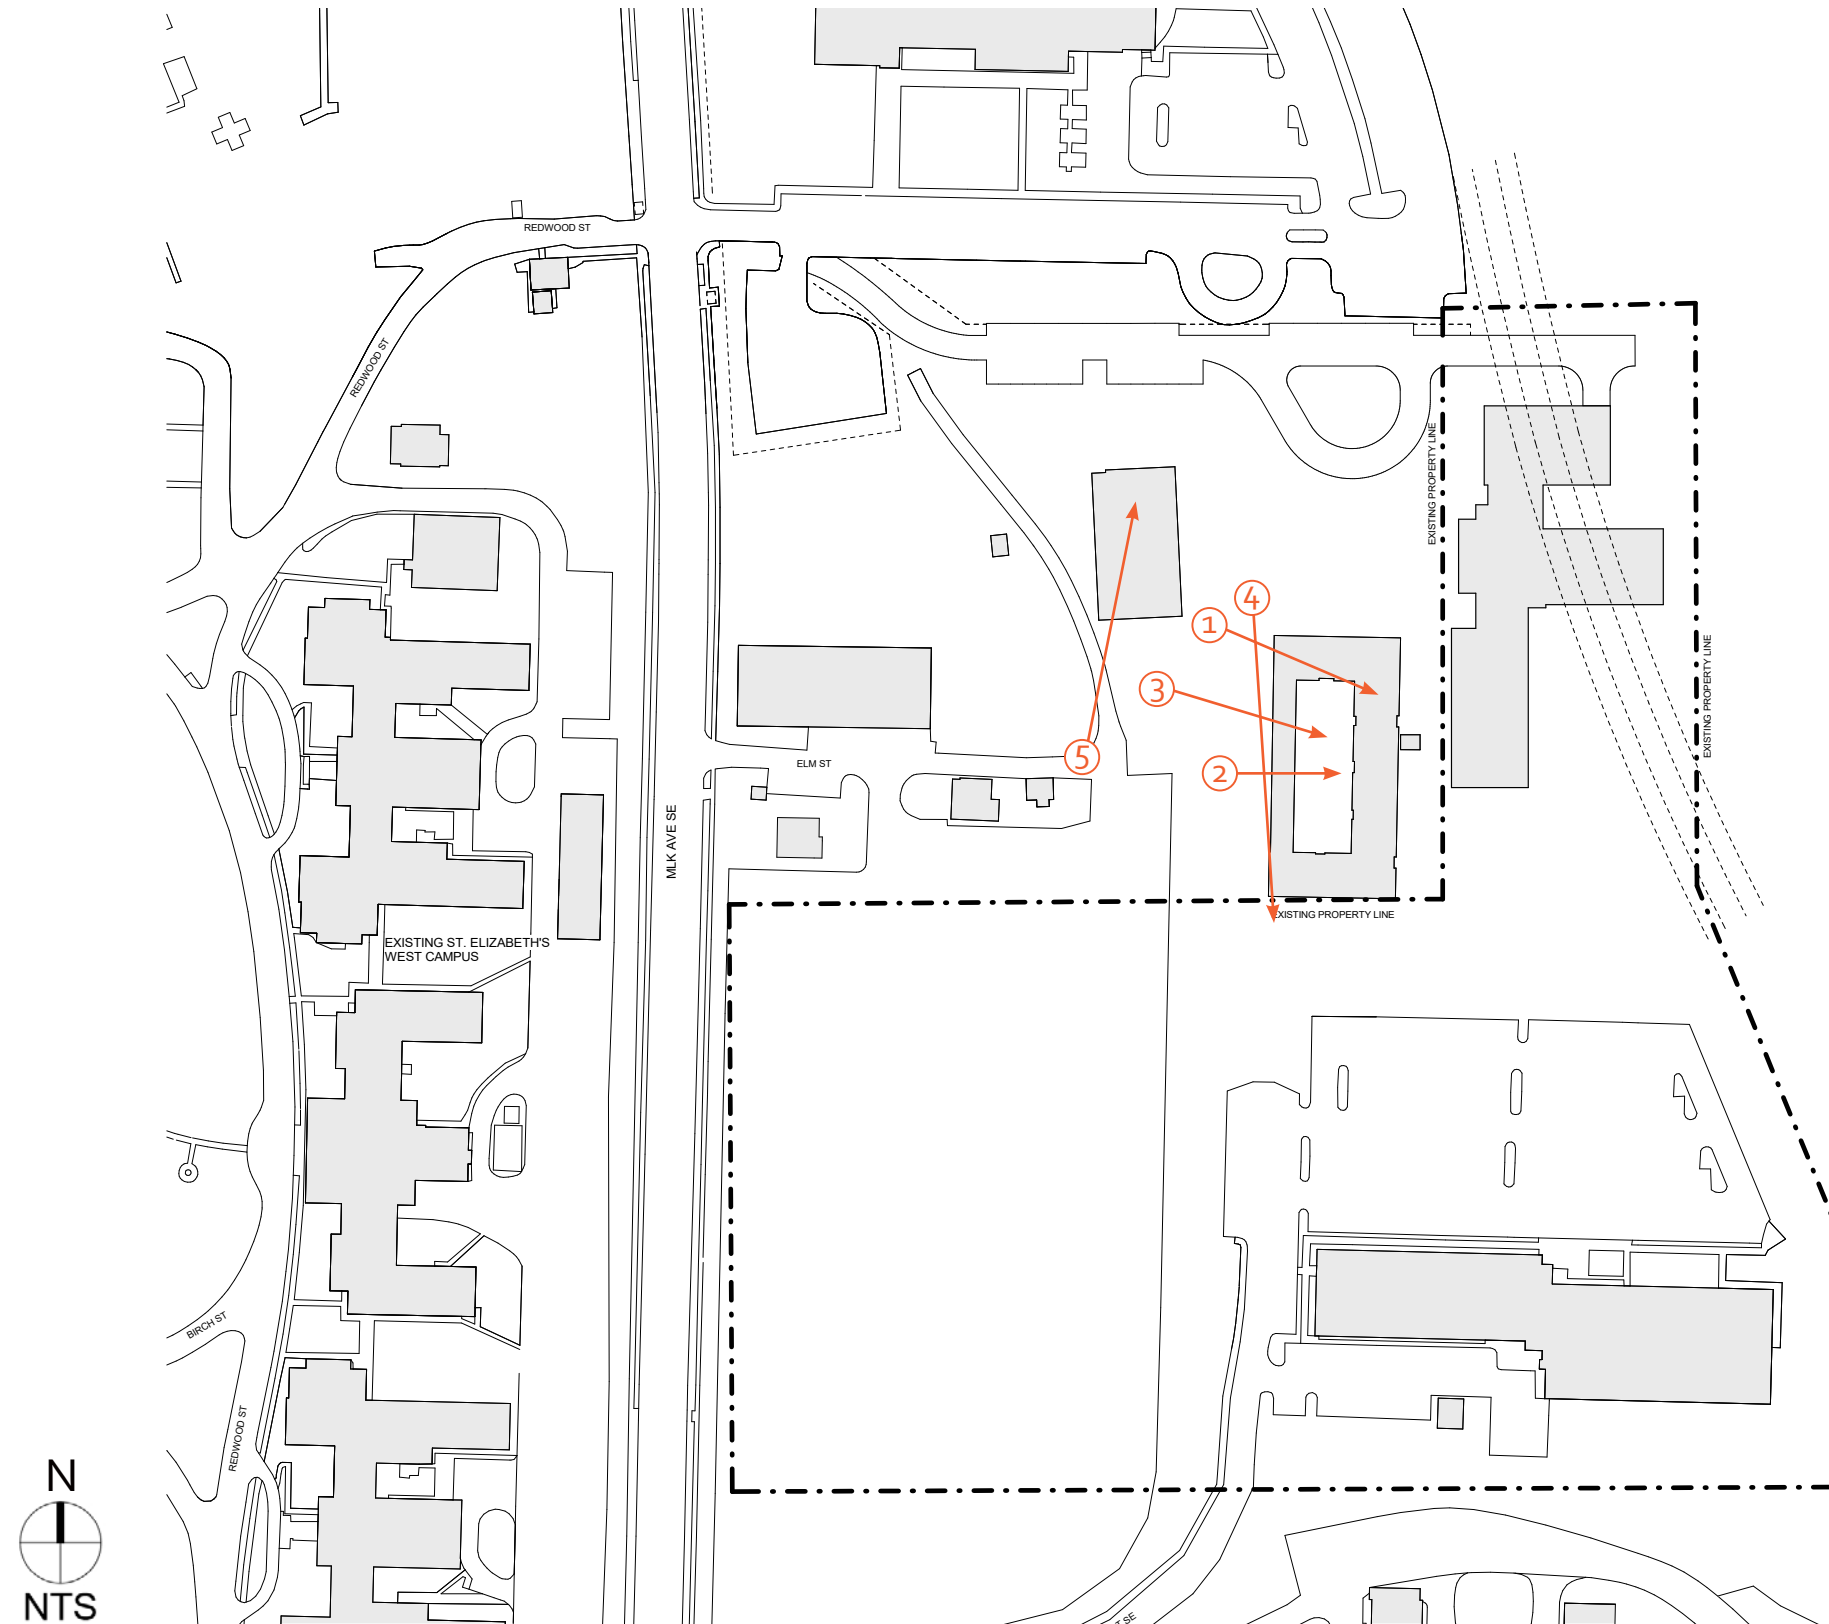 REDWOOD ST
REDWOOD ST
EXISTING PROPERTY LINE
4
1
EXISTING PROPERTY LINE
3
5
ELM ST
2
MLK AVE SE
EXISTING PROPERTY LINE
EXISTING ST. ELIZABETH'S
WEST CAMPUS
BIRCH ST
REDWOOD ST
N
NTS
SE